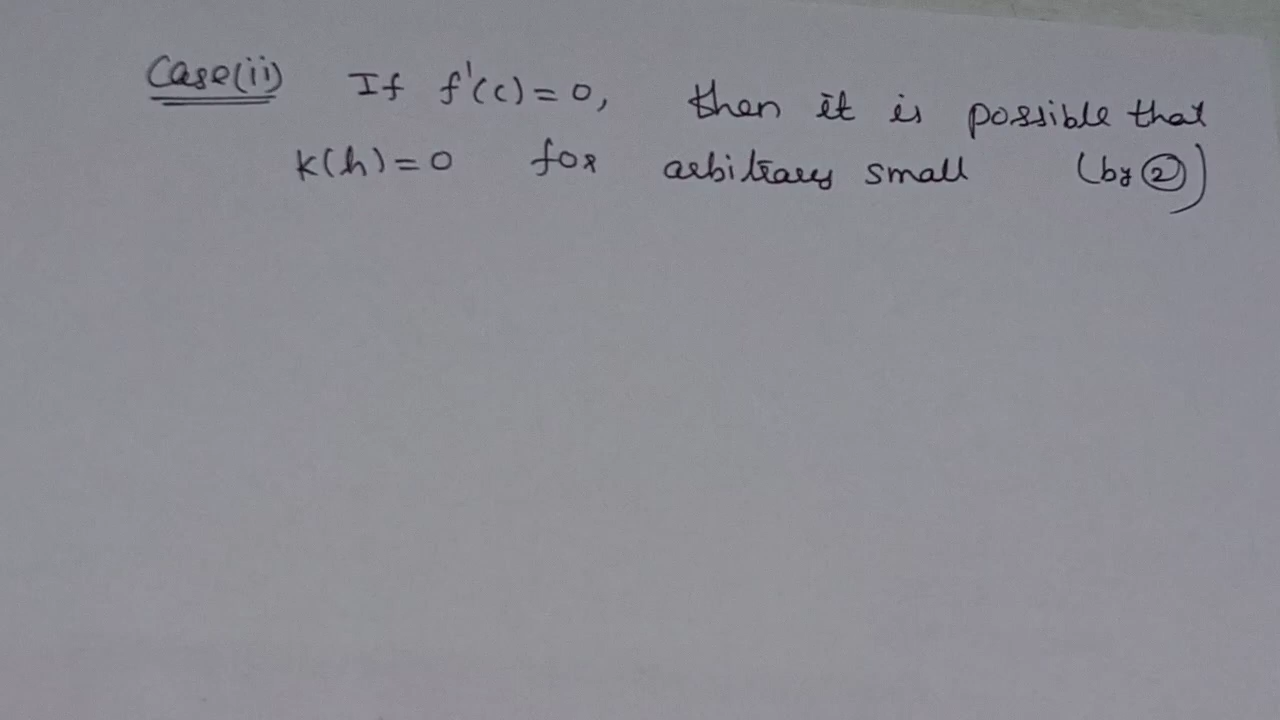 Case(ii) If f'(c) = 0, then it is possible that
k(h) = 0 for arbitrary small (by ②)